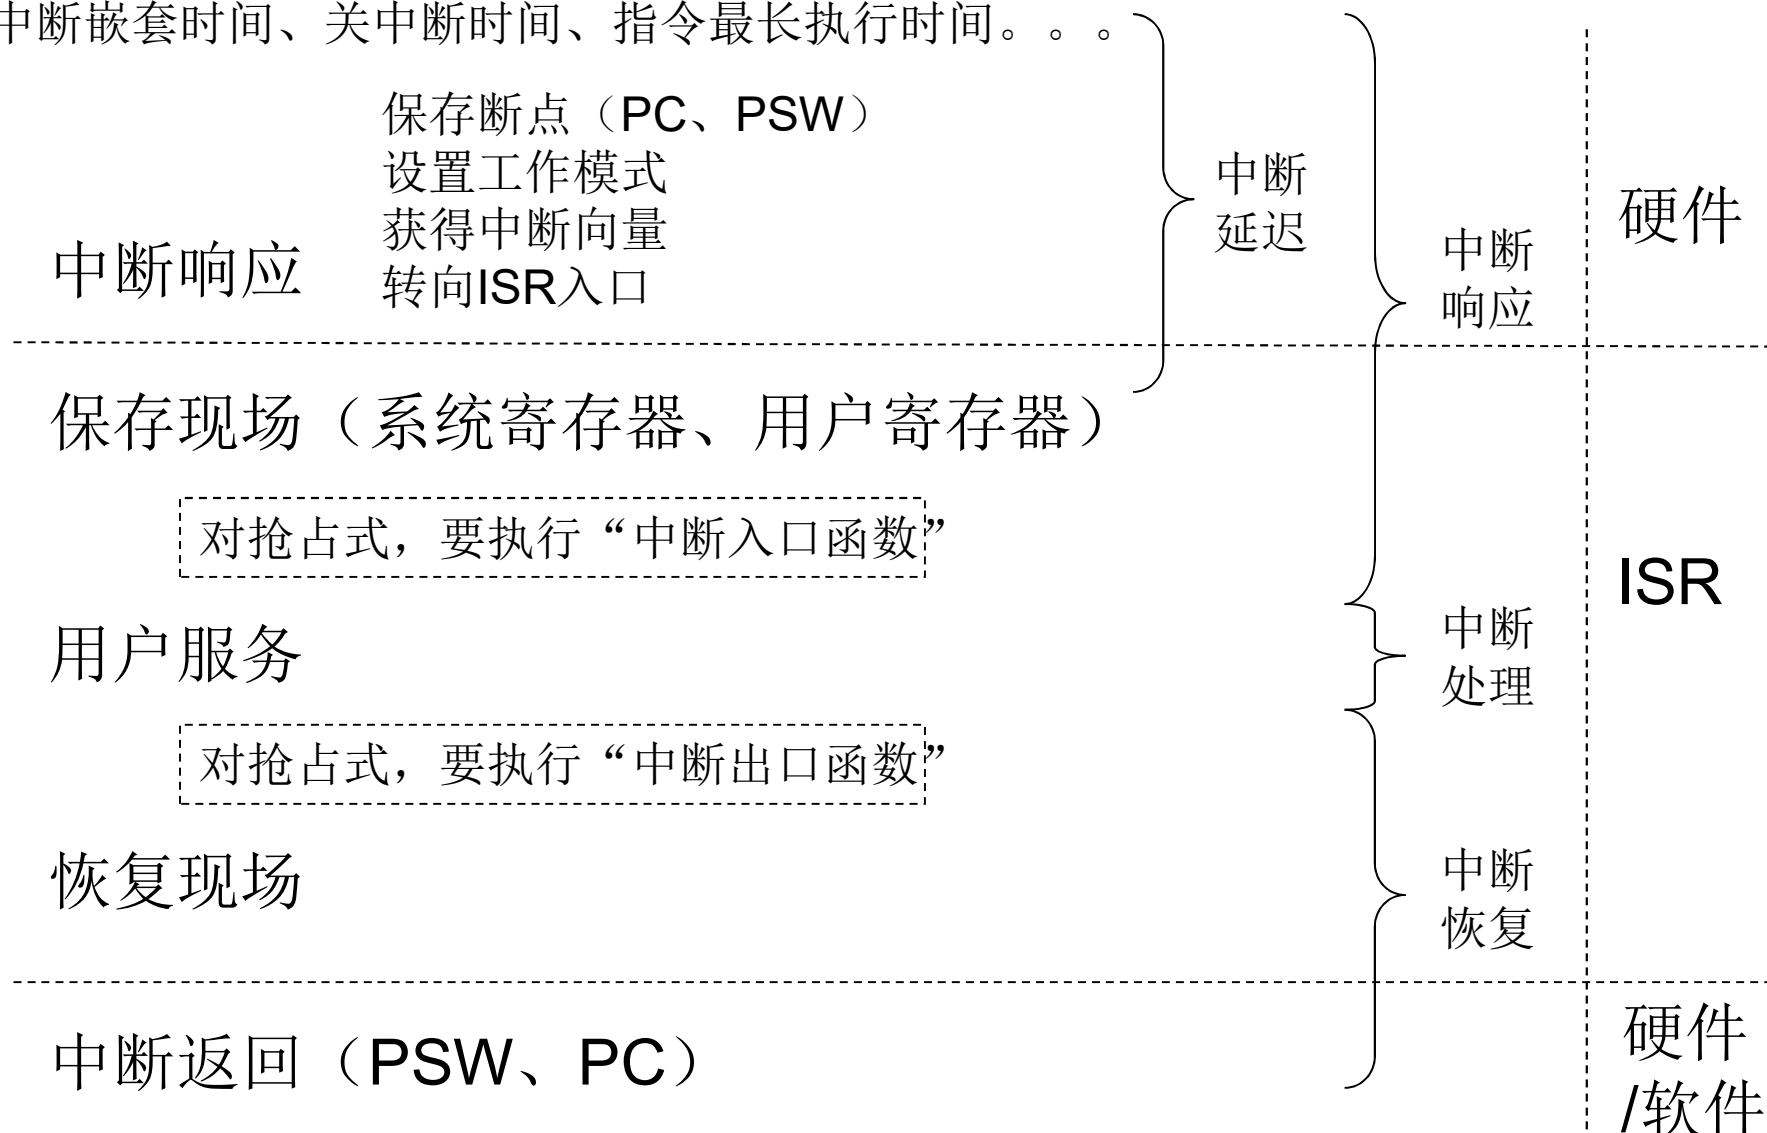 中断嵌套时间、关中断时间、指令最长执行时间。。。
保存断点（PC、PSW）
设置工作模式
获得中断向量
转向ISR入口
中断响应
中断
延迟
中断
响应
硬件
保存现场（系统寄存器、用户寄存器）
对抢占式，要执行“中断入口函数”
用户服务
对抢占式，要执行“中断出口函数”
恢复现场
中断
处理
中断
恢复
ISR
中断返回（PSW、PC）
硬件
/软件